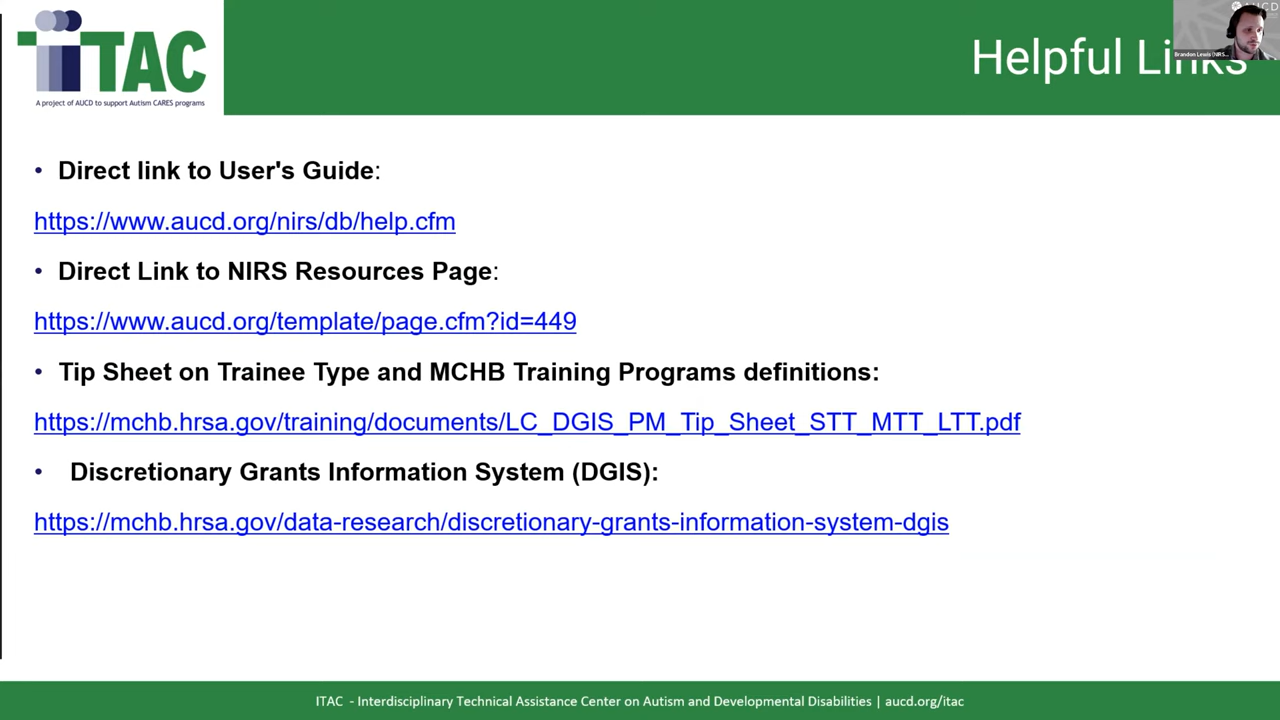 iTAC
A project of AUCD to support Autism CARES programs
AUCD
Helpful Links
Brandon Lewis (NIRS...
• Direct link to User's Guide:
https://www.aucd.org/nirs/db/help.cfm
• Direct Link to NIRS Resources Page:
https://www.aucd.org/template/page.cfm?id=449
• Tip Sheet on Trainee Type and MCHB Training Programs definitions:
https://mchb.hrsa.gov/training/documents/LC_DGIS_PM_Tip_Sheet_STT_MTT_LTT.pdf
• Discretionary Grants Information System (DGIS):
https://mchb.hrsa.gov/data-research/discretionary-grants-information-system-dgis
ITAC - Interdisciplinary Technical Assistance Center on Autism and Developmental Disabilities | aucd.org/itac